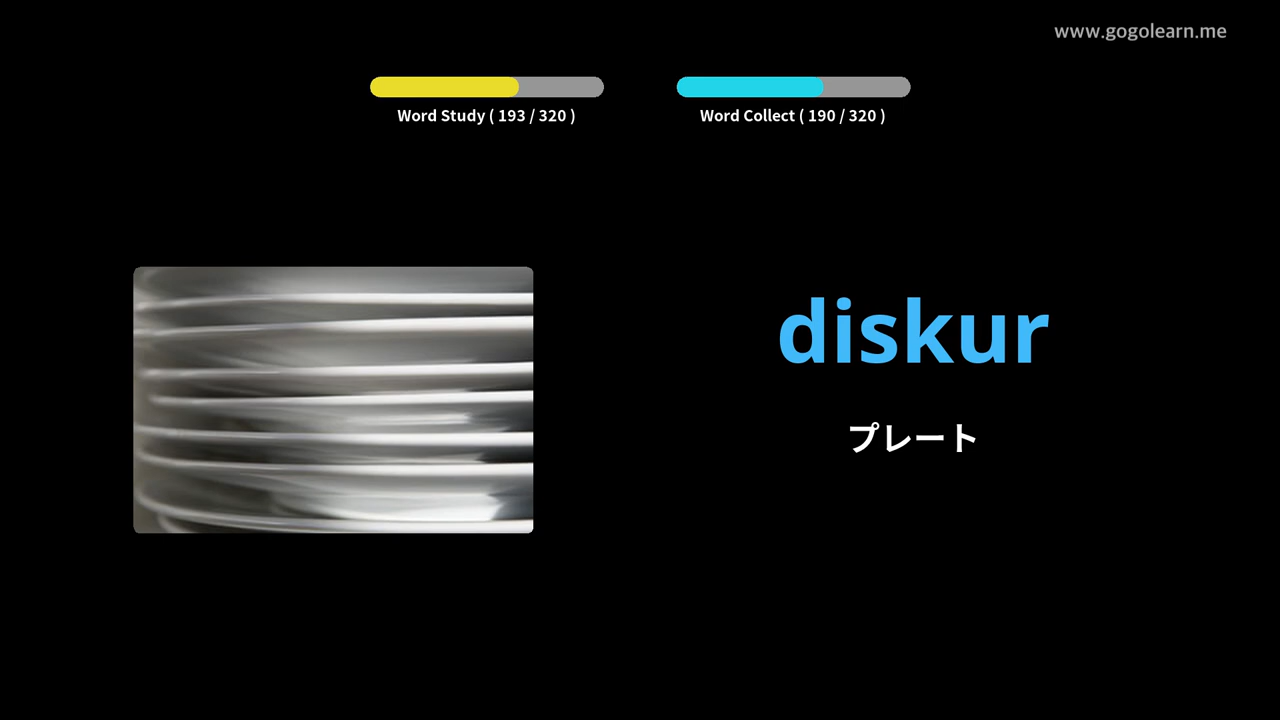 www.gogolearn.me
Word Study ( 193 / 320 )
Word Collect ( 190 / 320 )
diskur
プレート